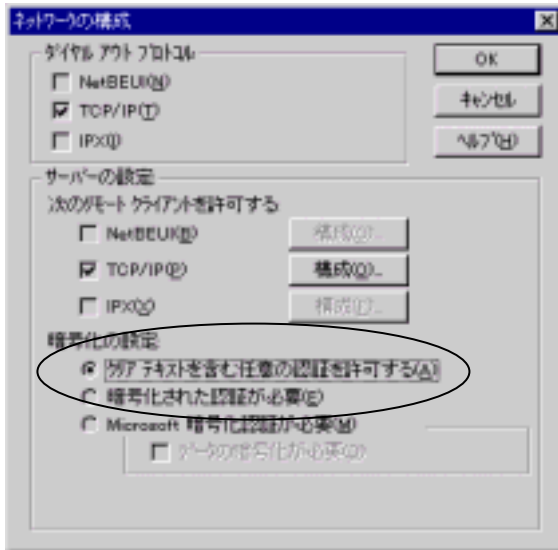 ネットワークの構成
ダイヤル アウト プロトコル
NetBEUI(N)
TCP/IP(T)
IPX(I)
OK
キャンセル
ヘルプ(H)
サーバーの設定
次のリモート クライアントを許可する
NetBEUI(B)
構成(O)...
TCP/IP(P)
構成(C)...
IPX(X)
構成(F)...
暗号化の設定
クリア テキストを含む任意の認証を許可する(A)
暗号化された認証が必要(E)
Microsoft 暗号化認証が必要(M)
データの暗号化が必要(D)